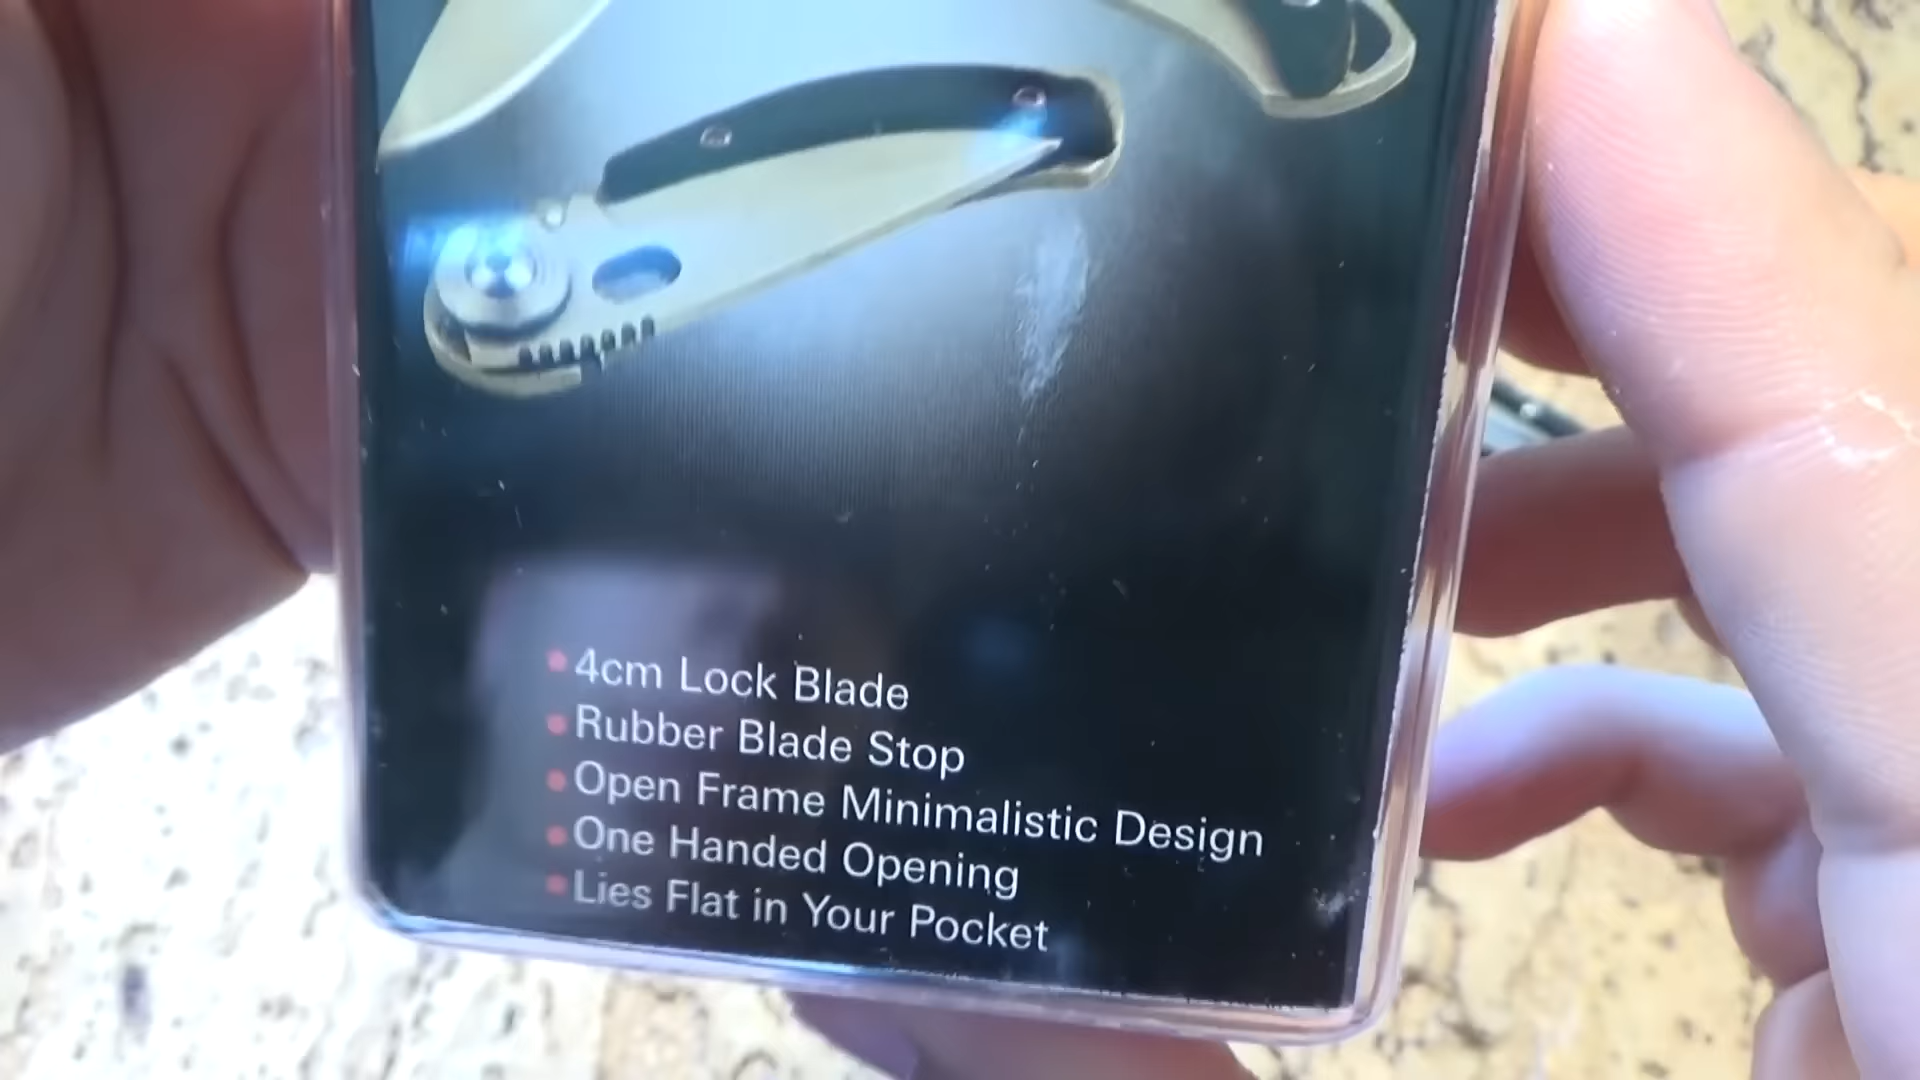 4cm Lock Blade
Rubber Blade Stop
Open Frame Minimalistic Design
One Handed Opening
Lies Flat in Your Pocket